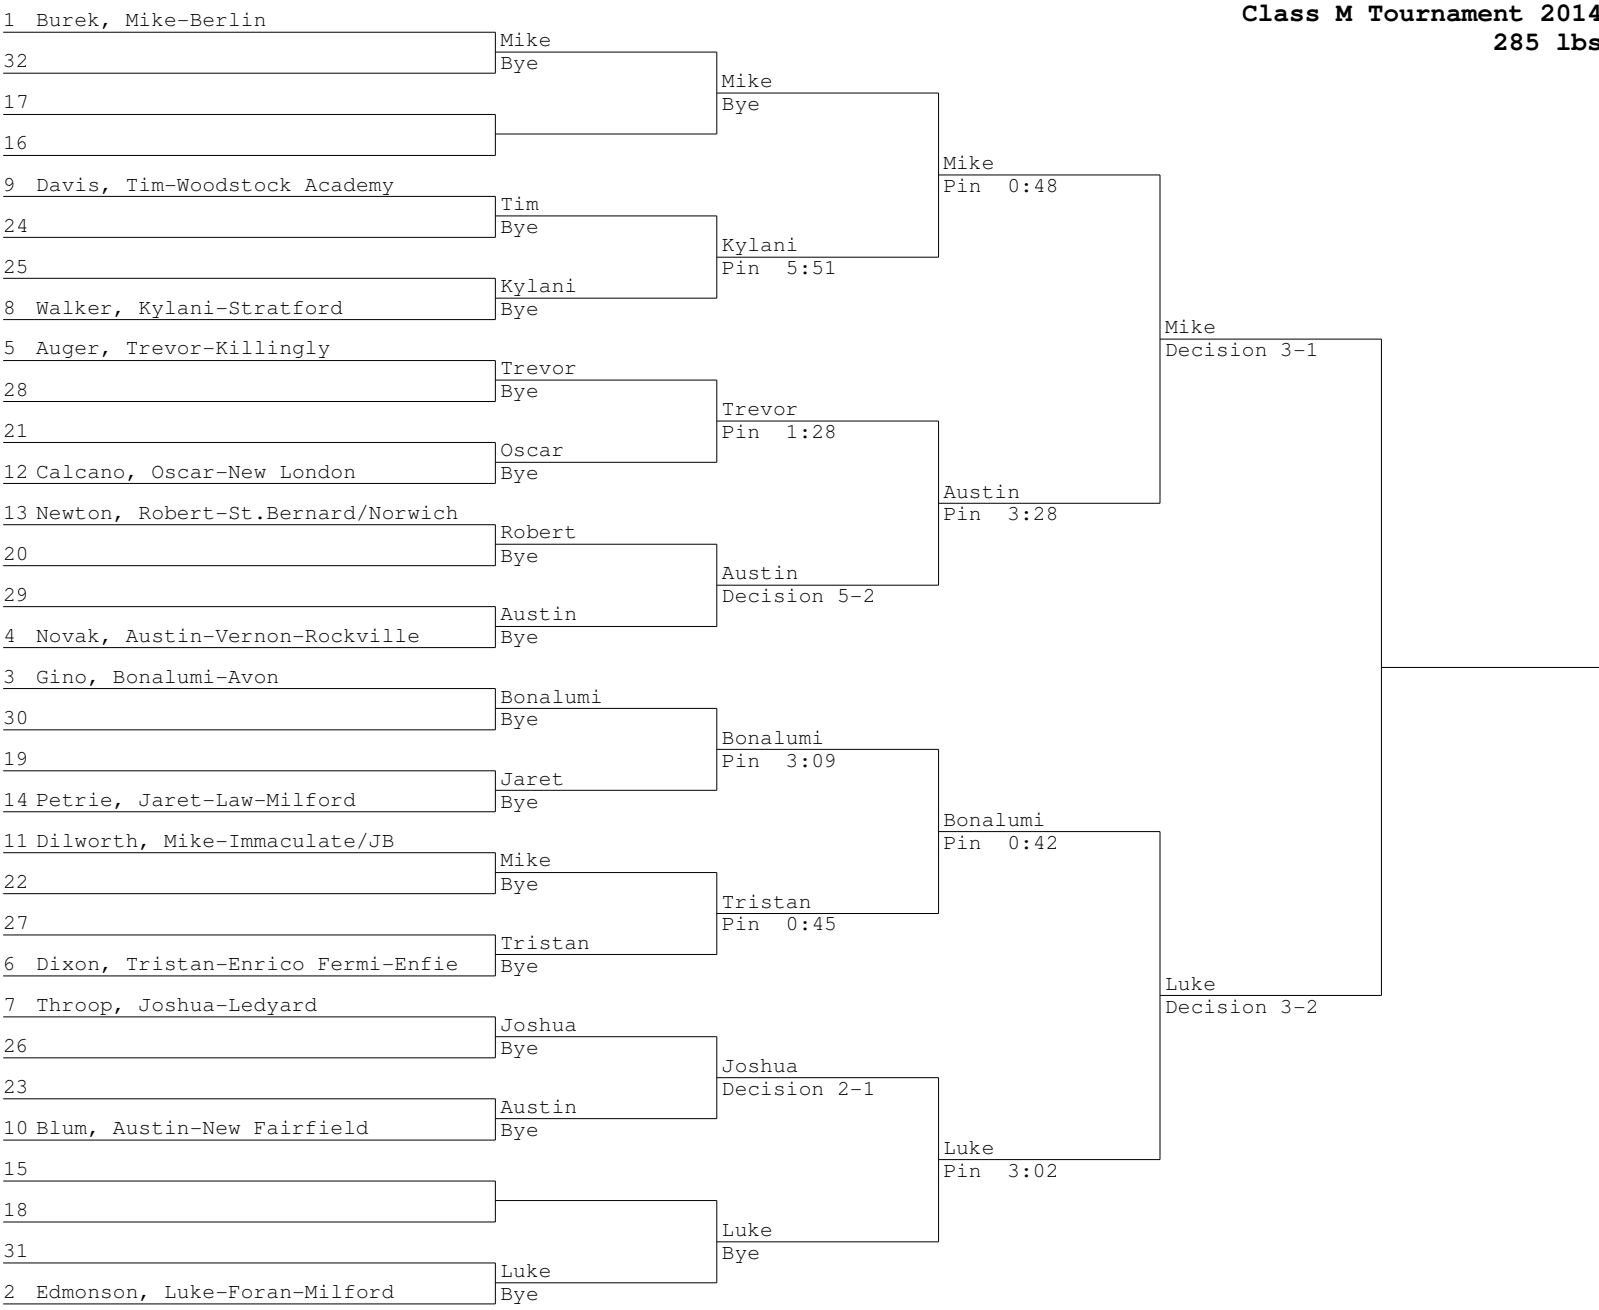 Class M Tournament 2014
285 lbs
1 Burek, Mike-Berlin
Mike
32
Bye
Mike
17
Bye
16
Mike
9 Davis, Tim-Woodstock Academy
Pin 0:48
Tim
24
Bye
Kylani
25
Pin 5:51
Kylani
8 Walker, Kylani-Stratford
Bye
Mike
5 Auger, Trevor-Killingly
Decision 3-1
Trevor
28
Bye
Trevor
21
Pin 1:28
Oscar
12 Calcano, Oscar-New London
Bye
Austin
13 Newton, Robert-St.Bernard/Norwich
Pin 3:28
Robert
20
Bye
Austin
29
Decision 5-2
Austin
4 Novak, Austin-Vernon-Rockville
Bye
3 Gino, Bonalumi-Avon
Bonalumi
30
Bye
Bonalumi
19
Pin 3:09
Jaret
14 Petrie, Jaret-Law-Milford
Bye
Bonalumi
11 Dilworth, Mike-Immaculate/JB
Pin 0:42
Mike
22
Bye
Tristan
27
Pin 0:45
Tristan
6 Dixon, Tristan-Enrico Fermi-Enfie
Bye
Luke
7 Throop, Joshua-Ledyard
Decision 3-2
Joshua
26
Bye
Joshua
23
Decision 2-1
Austin
10 Blum, Austin-New Fairfield
Bye
Luke
15
Pin 3:02
18
Luke
31
Bye
Luke
2 Edmonson, Luke-Foran-Milford
Bye